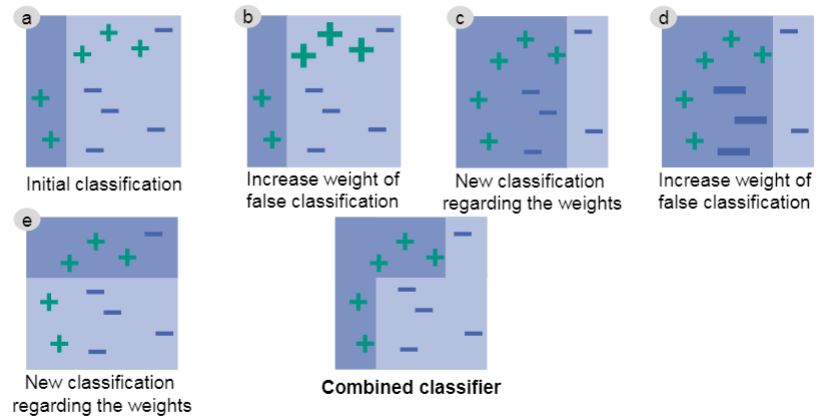 a
b
c
d
Initial classification
Increase weight of
false classification
New classification
regarding the weights
Increase weight of
false classification
e
New classification
regarding the weights
Combined classifier